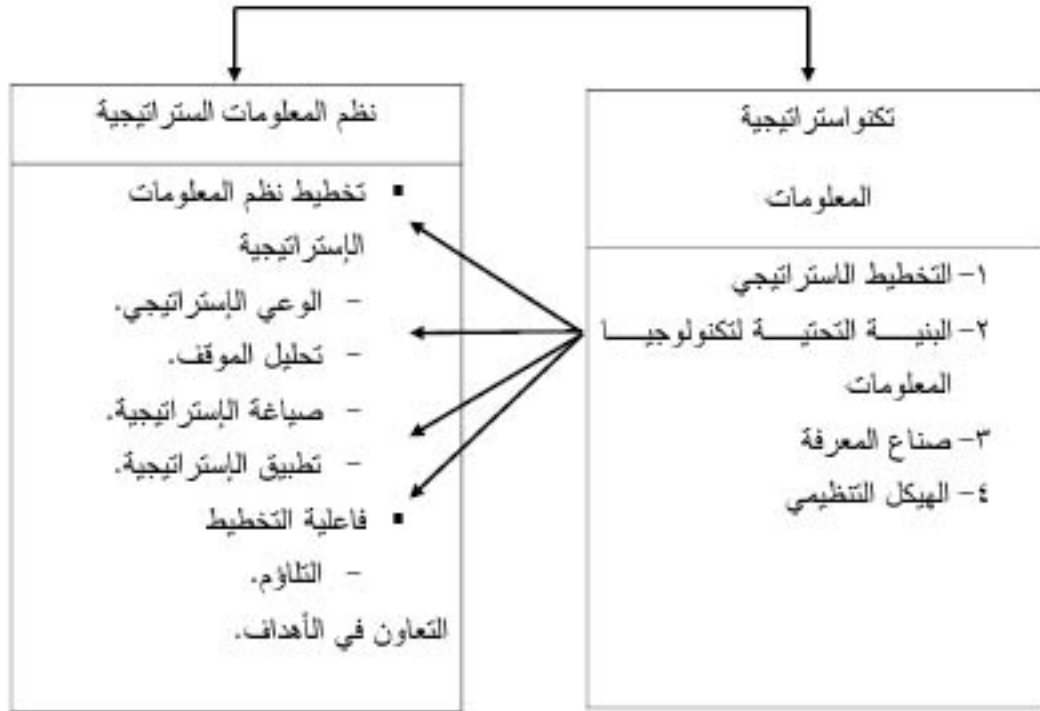 تكنواستراتيجية
المعلومات
١- التخطيط الاستراتيجي
٢- البنية التحتية لتكنولوجيا
المعلومات
٣- صناع المعرفة
٤- الهيكل التنظيمي
نظم المعلومات الستراتيجية
▪ تخطيط نظم المعلومات
الإستراتيجية
- الوعي الإستراتيجي.
- تحليل الموقف.
- صياغة الإستراتيجية.
- تطبيق الإستراتيجية.
▪ فاعلية التخطيط
- التلاؤم.
التعاون في الأهداف.